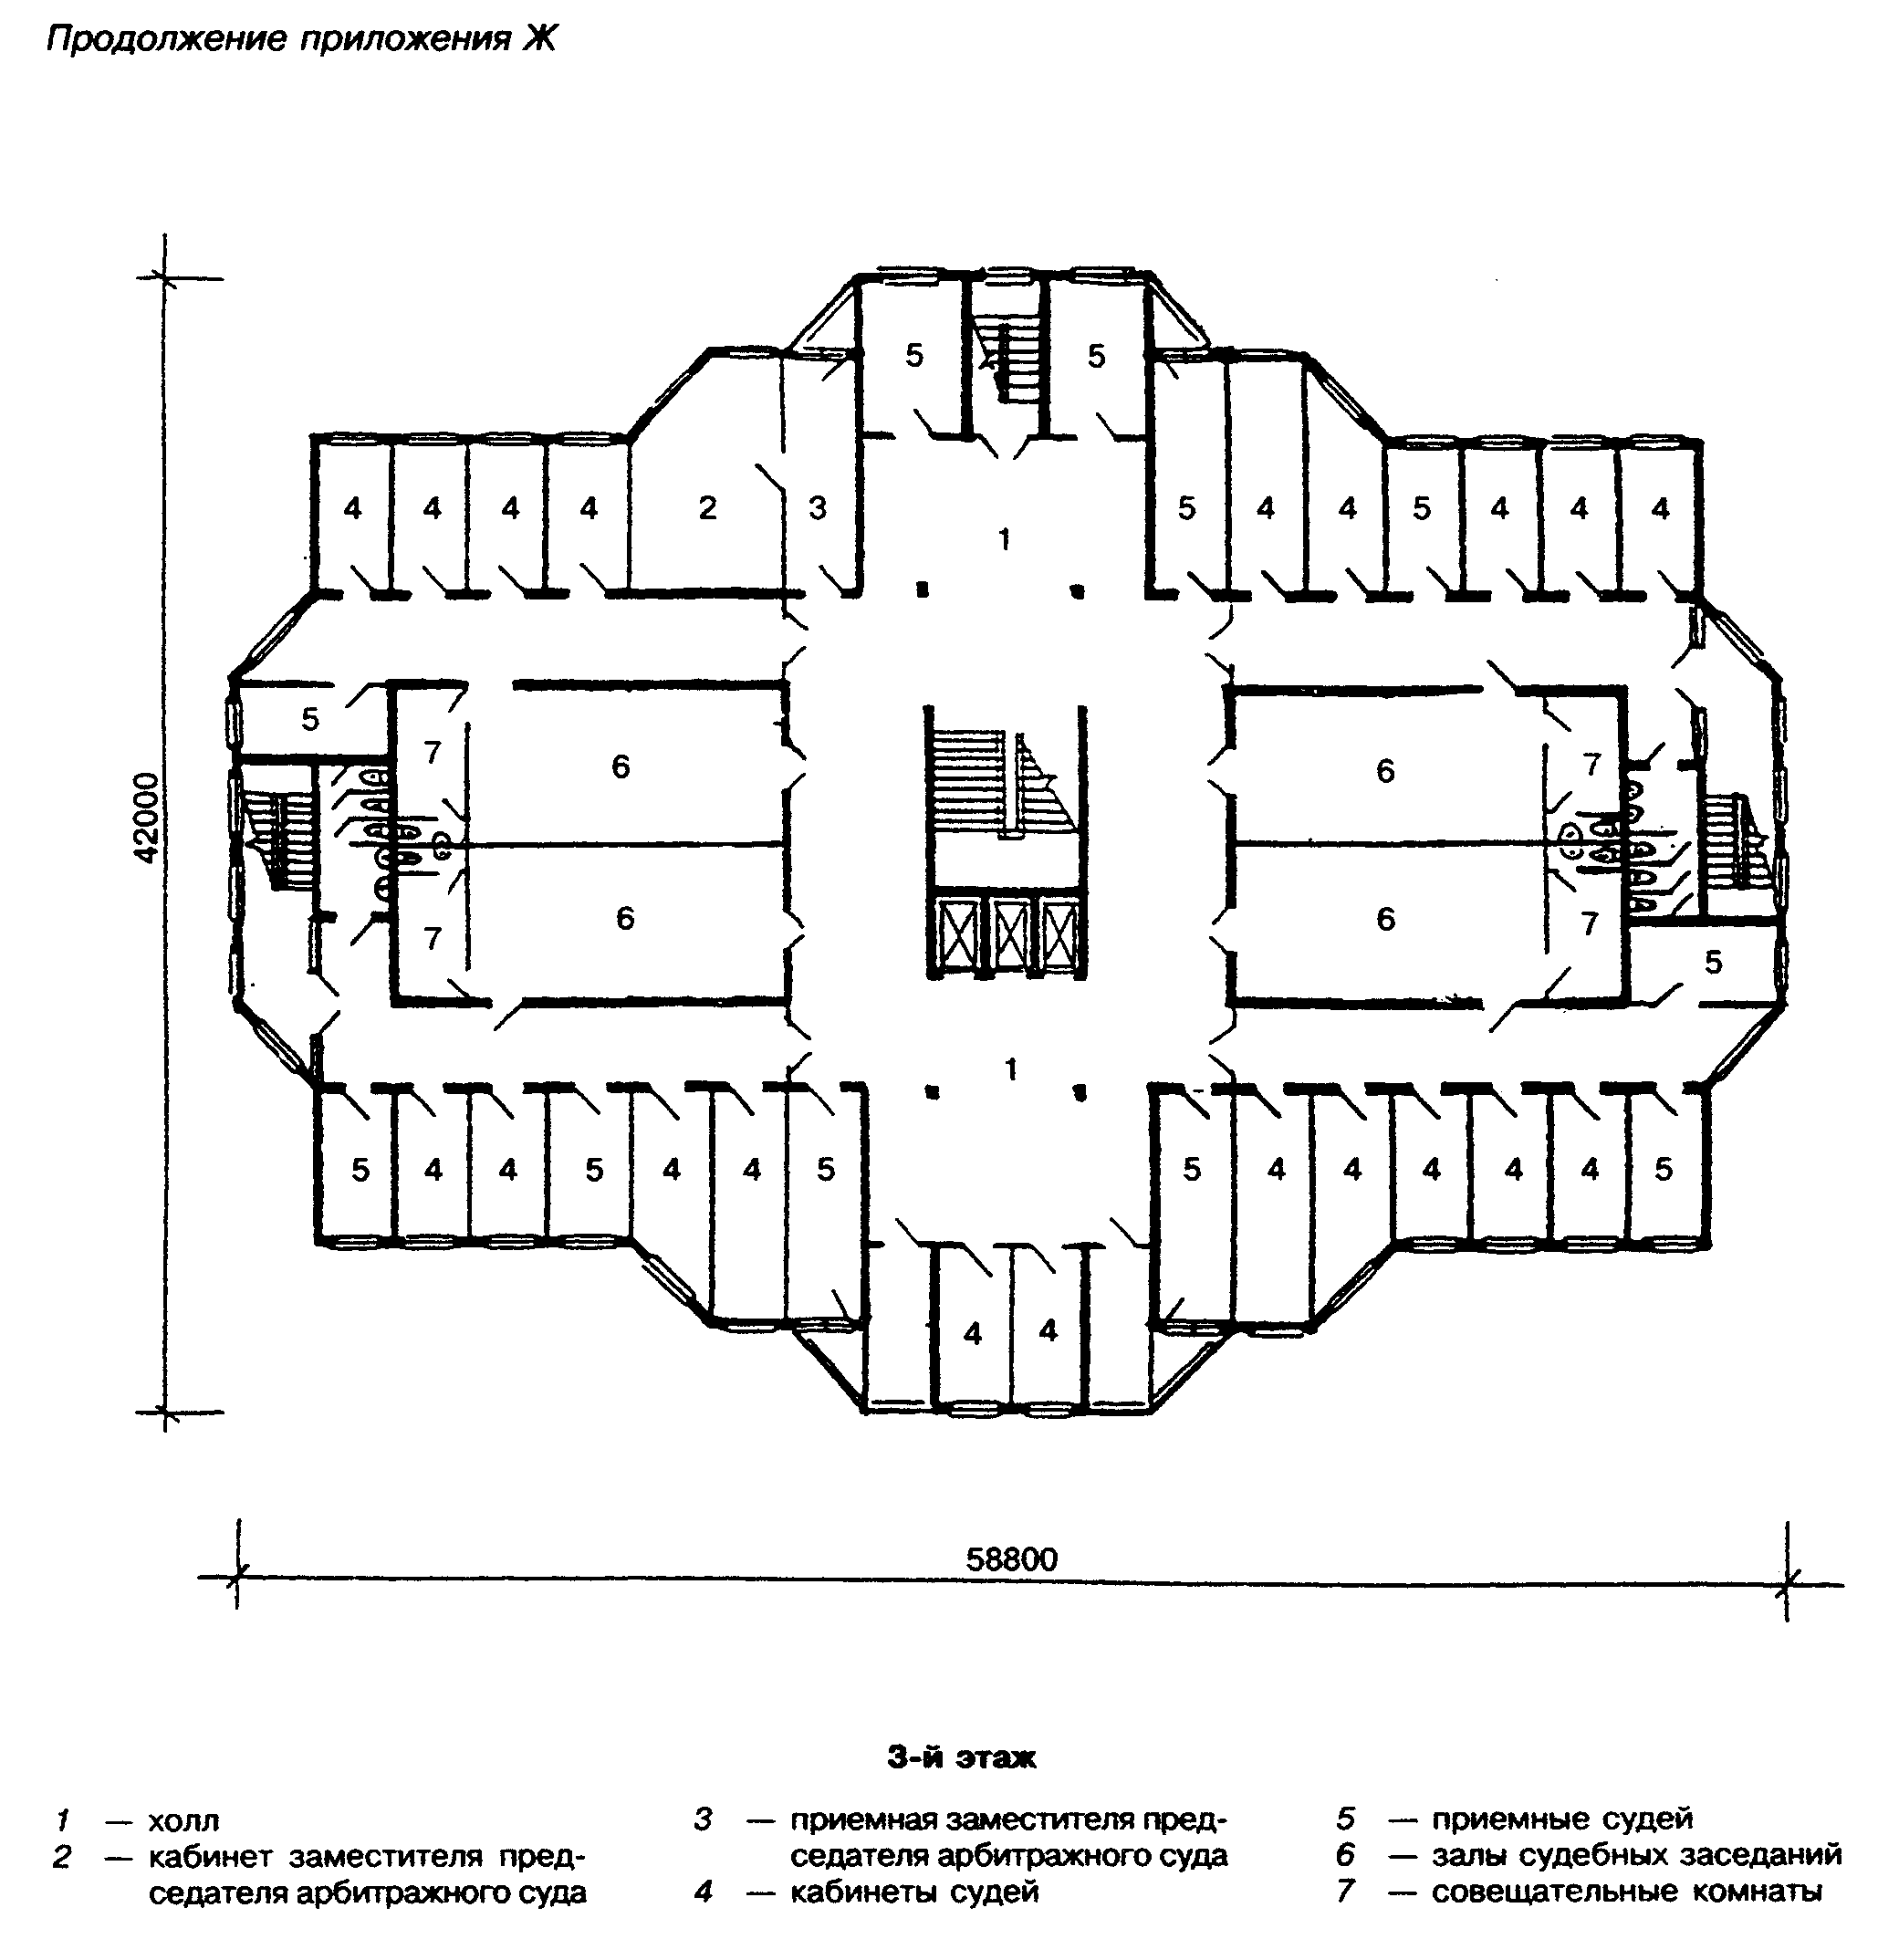 Продолжение приложения Ж
5 5
4 4 4 4 2 3 5 4 4 5 4 4 4
1
5
7 6 6 7
42000
6 6
7 7
5
1
5 4 4 5 4 4 5 5 4 4 4 4 4 5
4 4
58800
3-й этаж
1 — холл
2 — кабинет заместителя пред-
седателя арбитражного суда
3 — приемная заместителя пред-
седателя арбитражного суда
4 — кабинеты судей
5 — приемные судей
6 — залы судебных заседаний
7 — совещательные комнаты